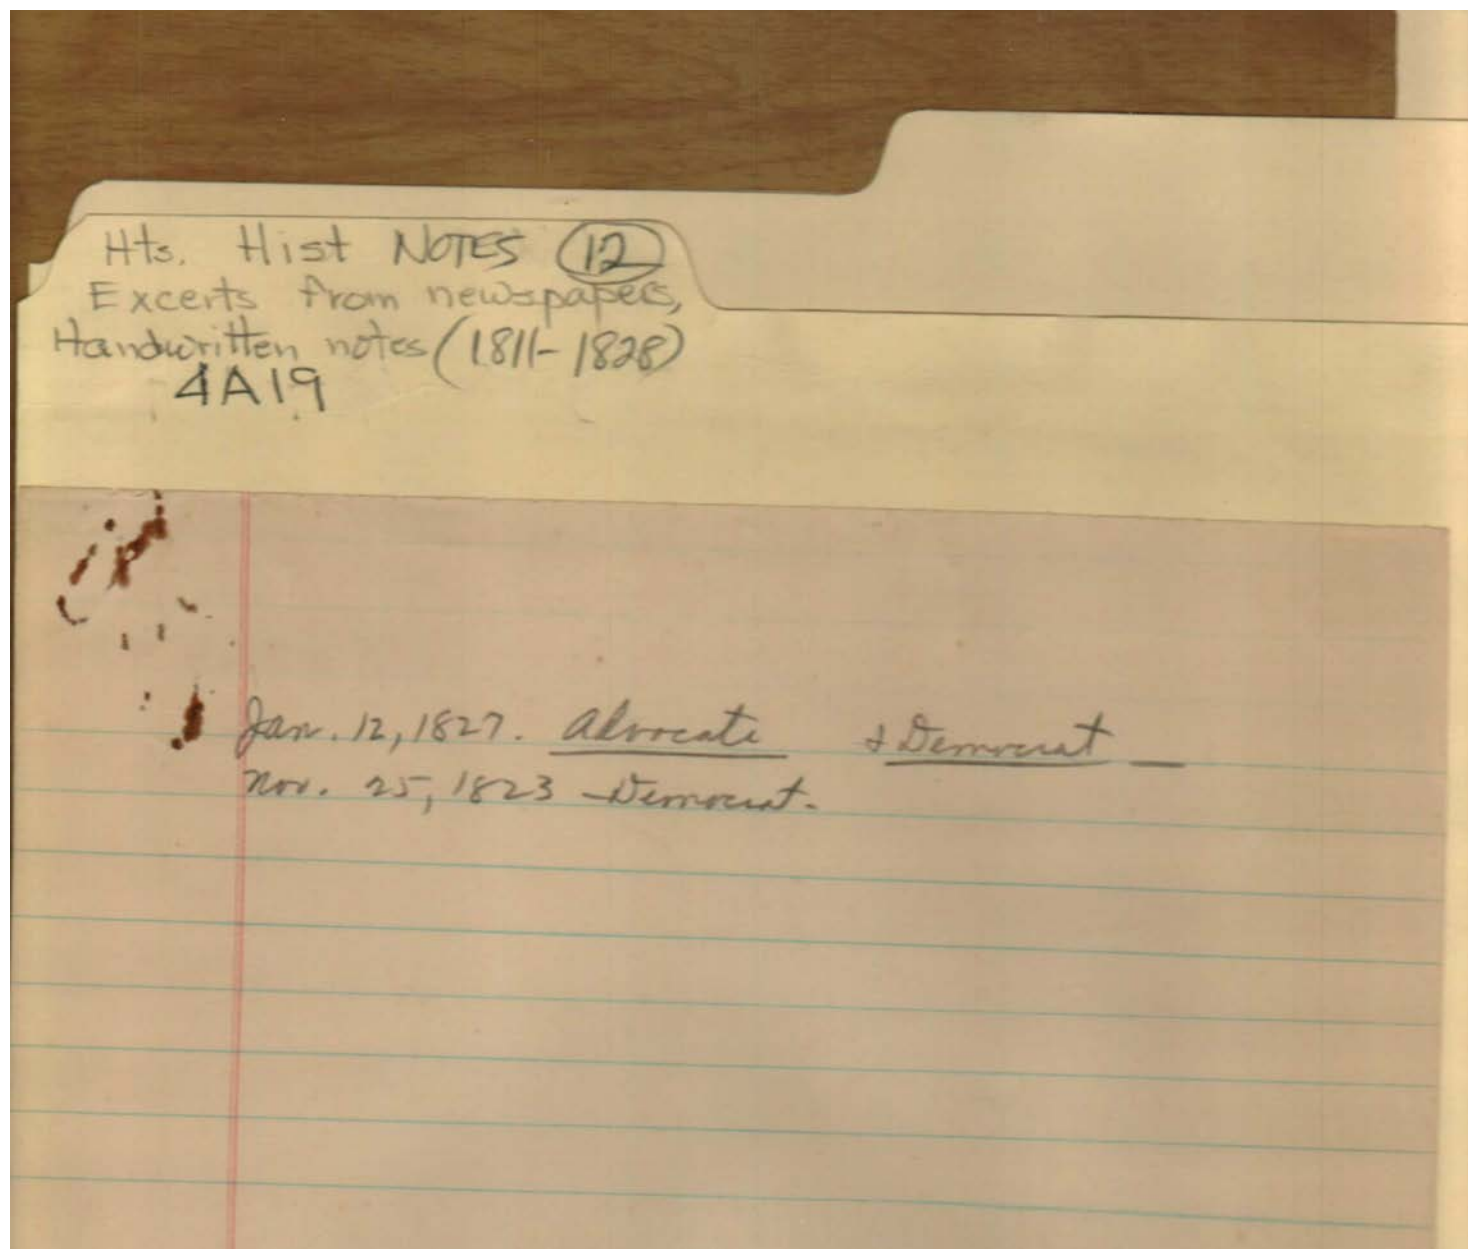 Hts. Hist NOTES 12
Excerts from newspapers,
Handwritten notes (1811-1828)
4A19
Jan. 12, 1827. Advocate & Democrat —
Nov. 25, 1823 - Democrat.